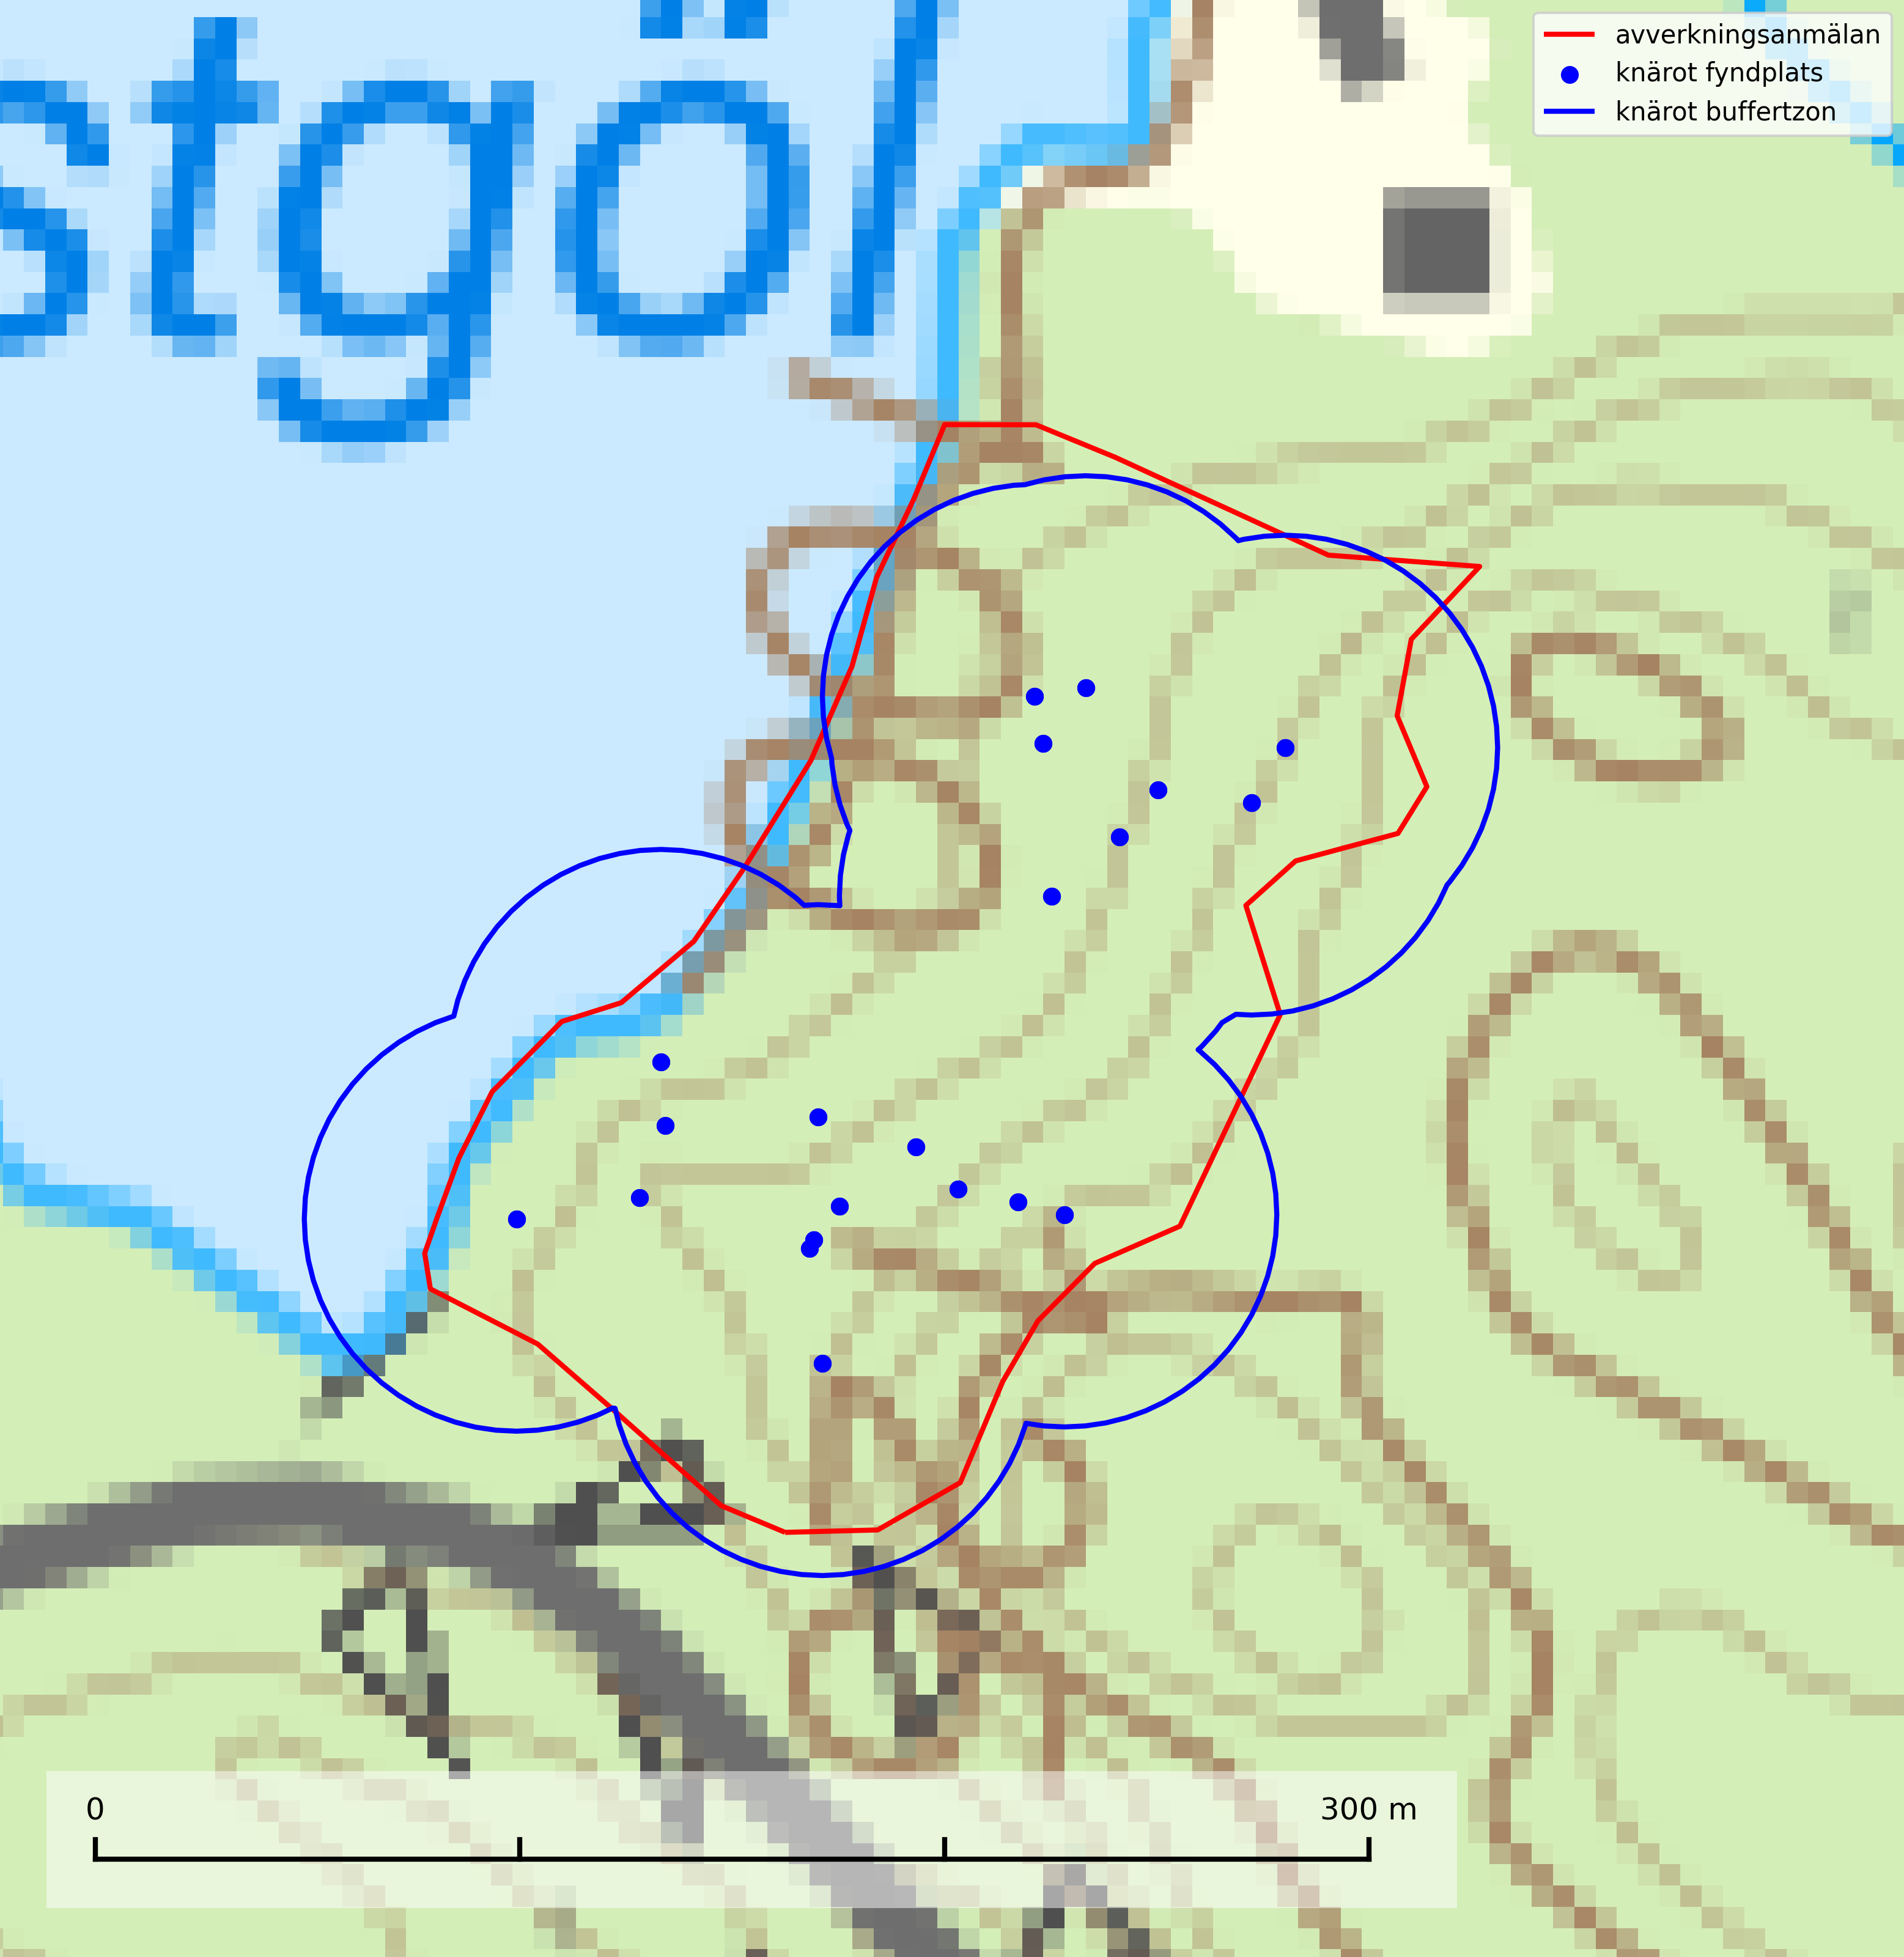 stgöl
avverkningsanmälan
knärot fyndplats
knärot buffertzon
0 300 m